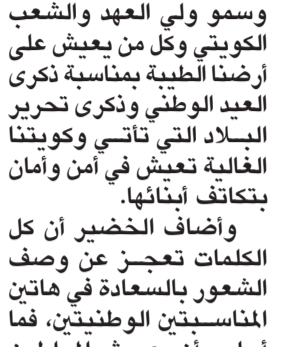 وسمو ولي العهد والشعب
الكويتي وكل من يعيش على
أرضنا الطيبة بمناسبة ذكرى
العيد الوطني وذكرى تحرير
البلاد التي تأتي وكويتنا
الغالية تعيش في أمن وأمان
بتكاتف أبنائها.
وأضاف الخضير أن كل
الكلمات تعجز عن وصف
الشعور بالسعادة في هاتين
المناسبتين الوطنيتين، فما